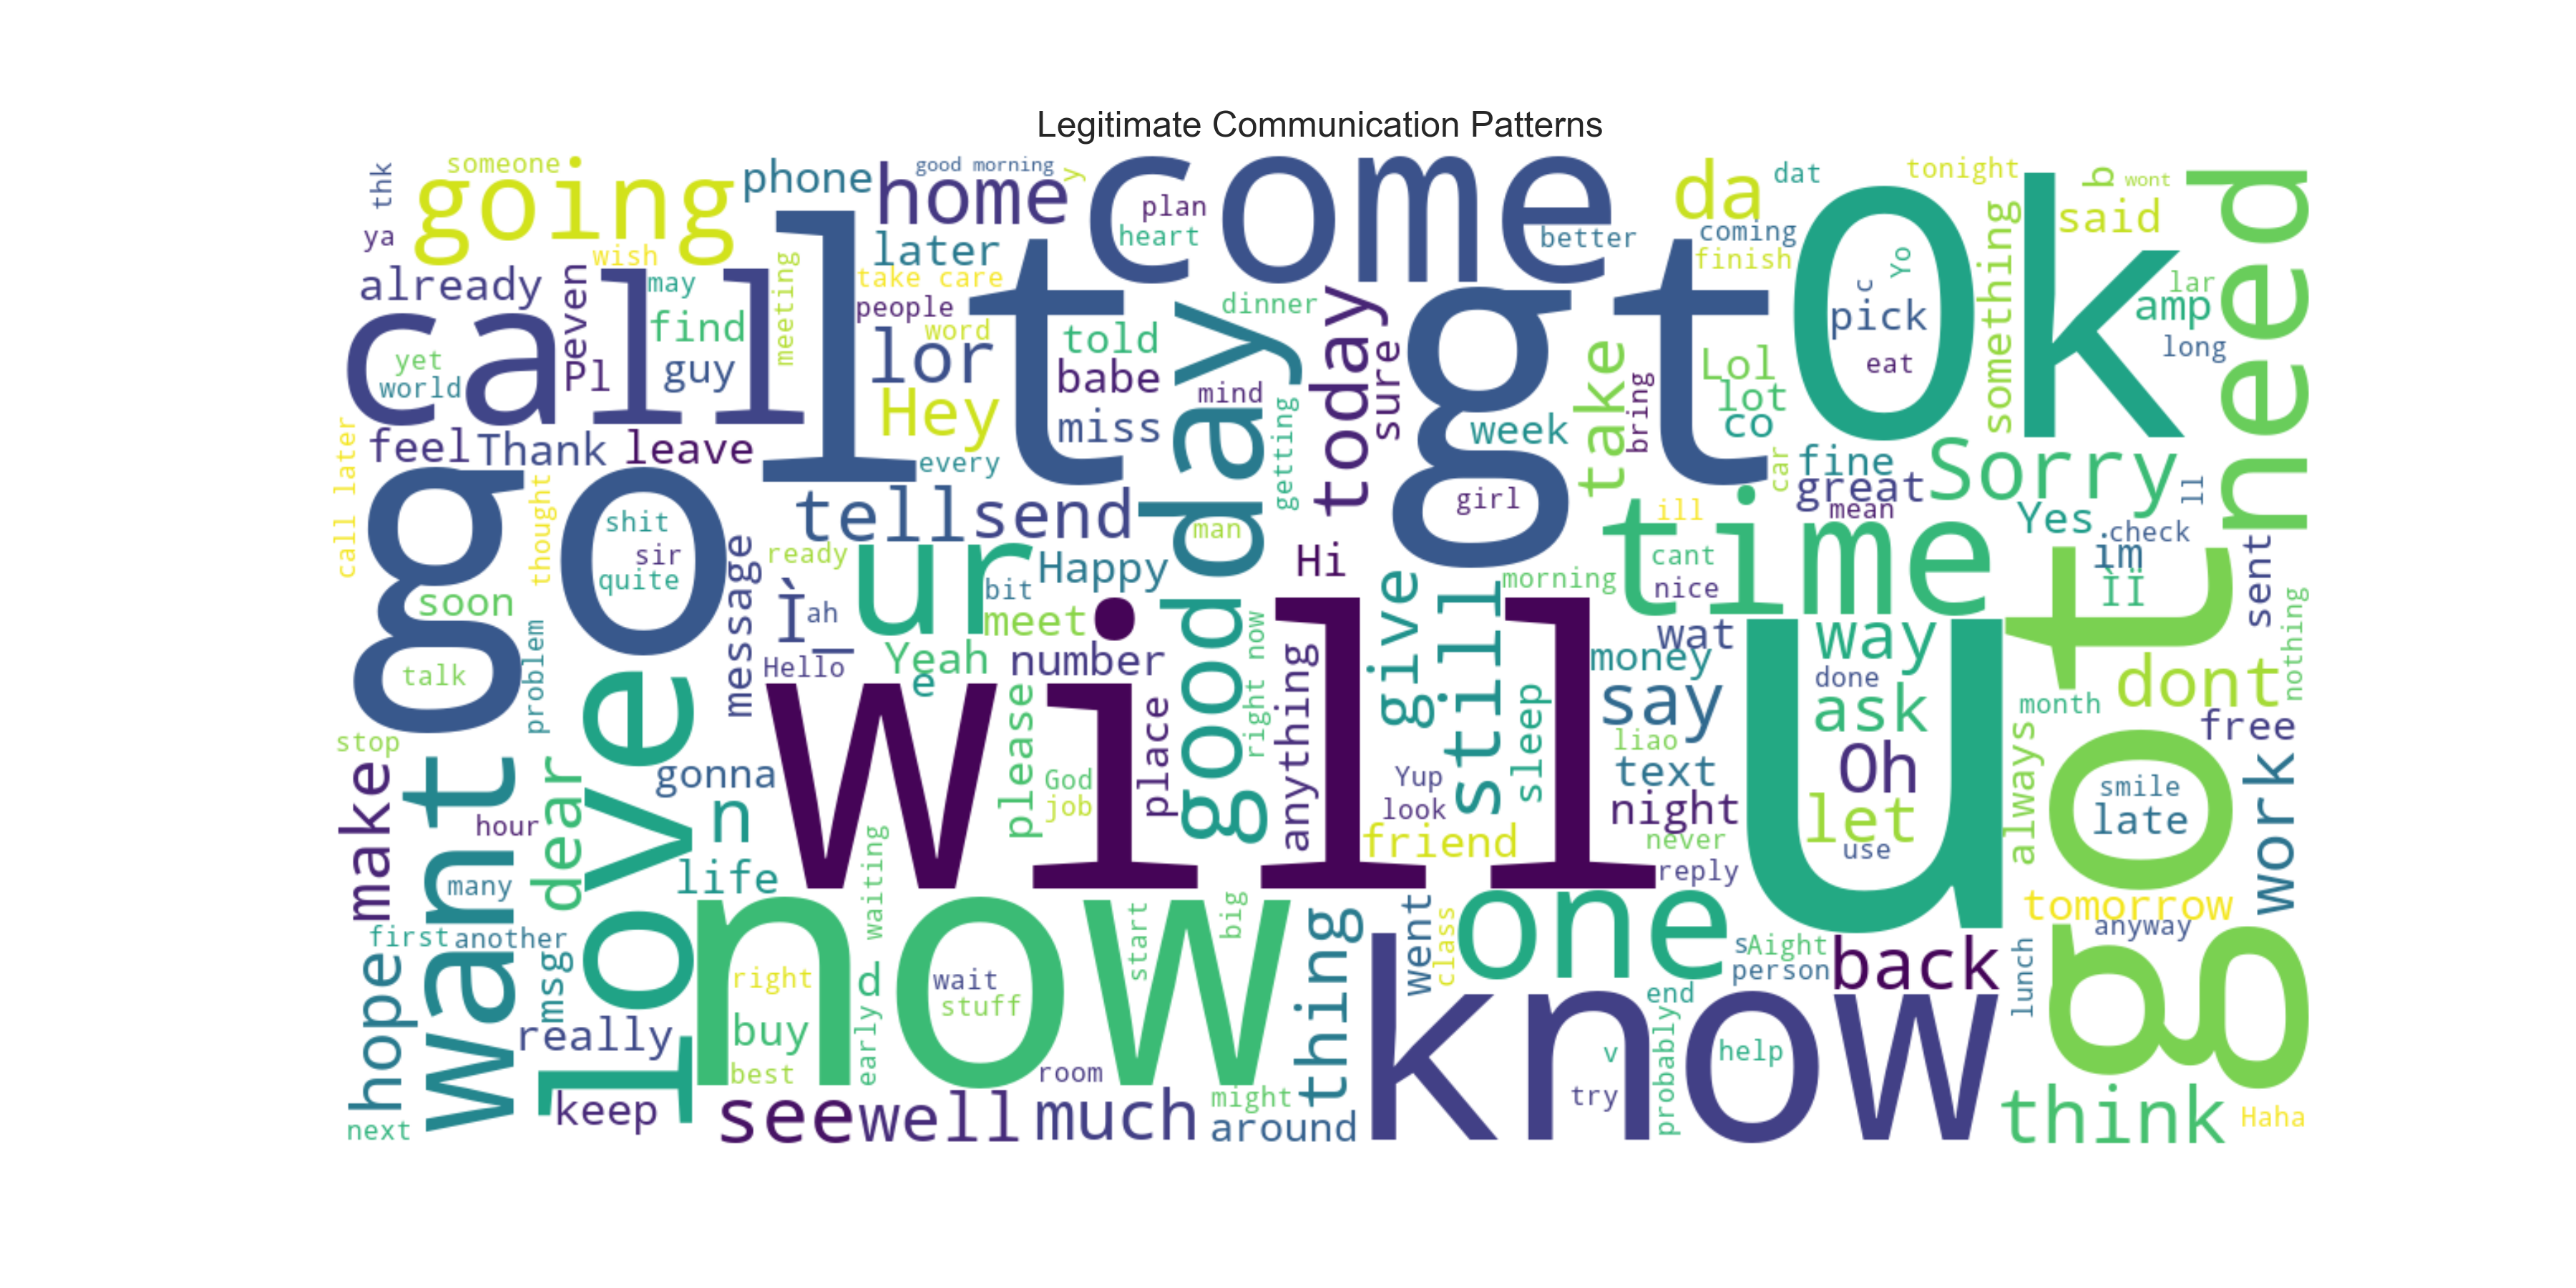 Legitimate Communication Patterns
thk
someone
going
phone
home
good morning
y
come
plan
heart
better
da
dat
tonight
b
wont
need
ya
wish
later
coming
finish
Yo
something
said
already
even
may
meeting
take care
people
word
lt
dinner
today
gt
c
pick
eat
Ok
lar
amp
long
call
yet
world
Pl
find
guy
lor
told
babe
miss
day
mind
sure
take
bring
Lol
lot
co
Hey
call later
feel
Thank
leave
every
getting
week
girl
car
fine
great
mean
Sorry
ll
go
thought
shit
sir
quite
tell
send
man
Hi
ill
time
Yes
check
im
ÌÏ
sent
message
ready
ur
bit
Happy
morning
cant
nice
soon
problem
Ì_
ah
meet
good
right now
give
still
wat
way
nothing
talk
Hello
Yeah
e
number
anything
money
done
got
dont
love
will
please
place
sleep
say
ask
month
free
stop
gonna
God
job
Yup
look
liao
text
Oh
u
always
smile
late
work
make
want
hour
dear
n
night
let
use
friend
never
reply
many
life
waiting
tomorrow
anyway
first
another
now
start
big
thing
went
class
one
s
Aight
person
back
lunch
hope
msg
right
d
wait
stuff
know
end
really
buy
early
v
help
best
room
try
probably
keep
see
well
much
might
around
think
Haha
next